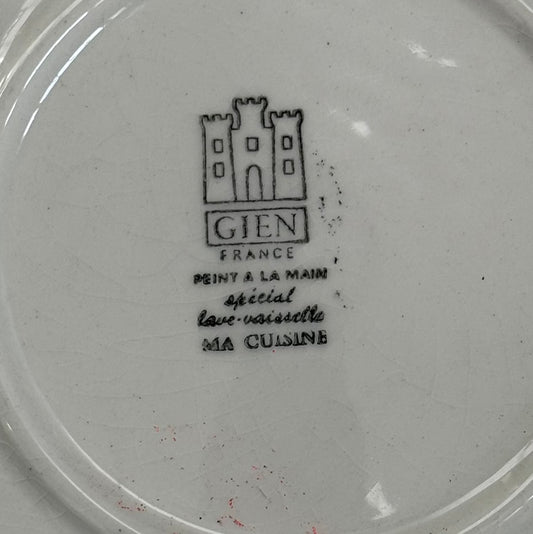 GIEN
FRANCE
PEINT A LA MAIN
spécial
lave-vaisselle
MA CUISINE